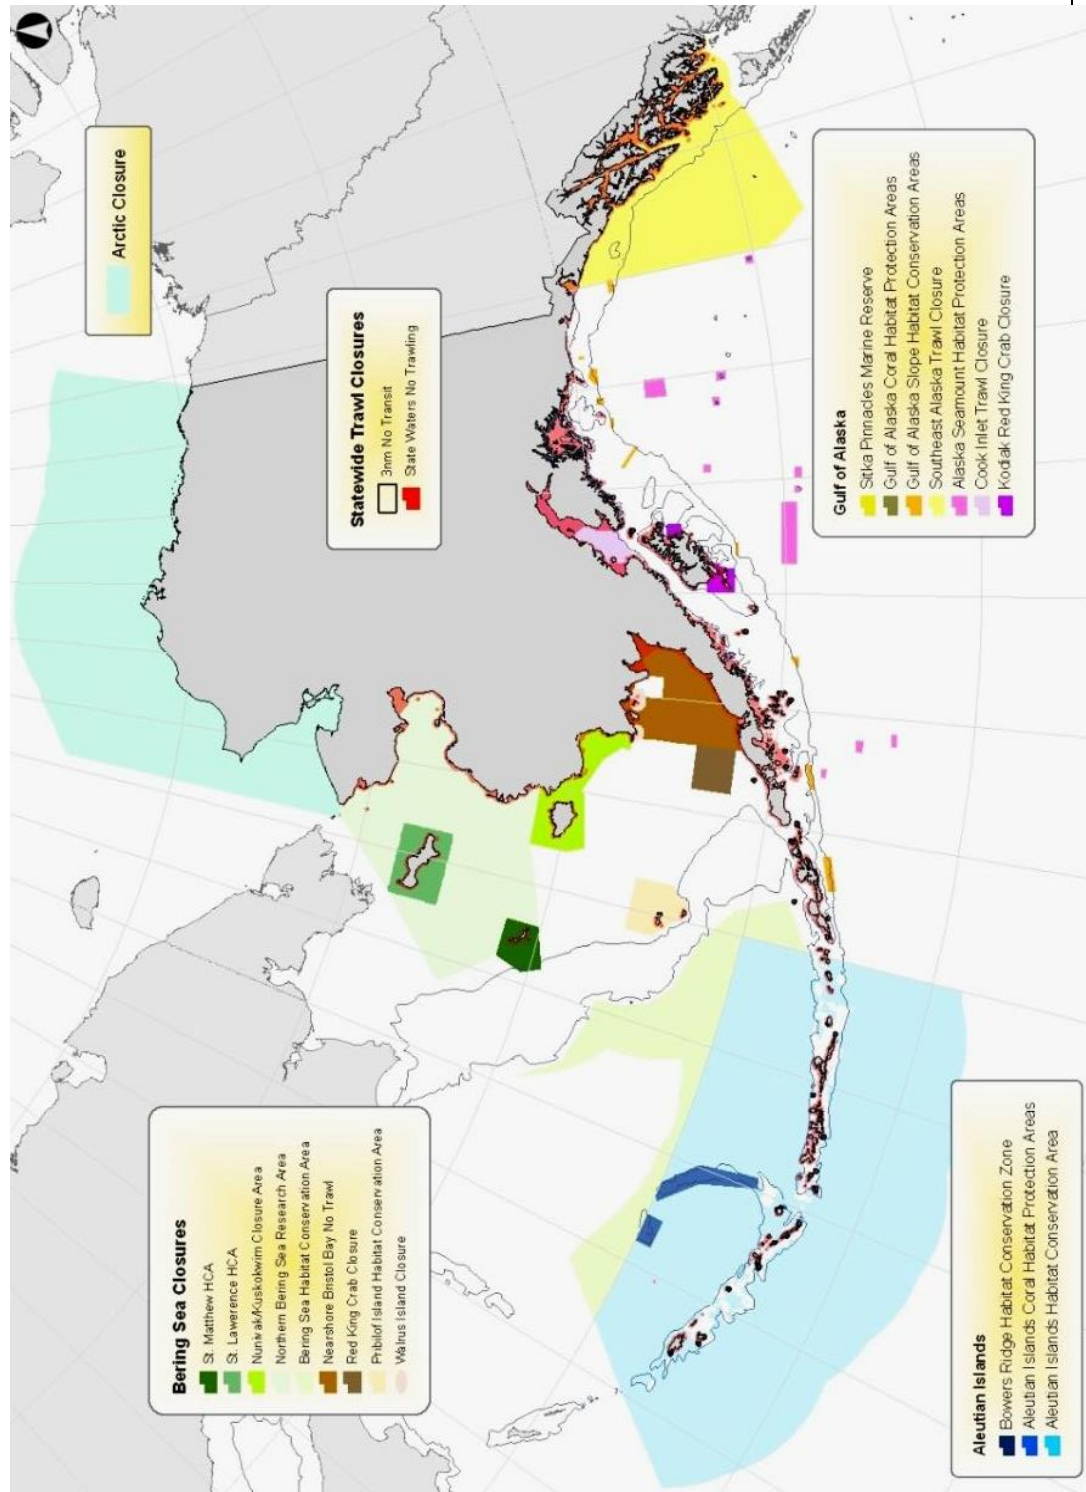 Arctic Closure
Statewide Trawl Closures
3nm No Transit
State Waters No Trawling
Gulf of Alaska
Sitka Pinnacles Marine Reserve
Gulf of Alaska Coral Habitat Protection Areas
Gulf of Alaska Slope Habitat Conservation Areas
Southeast Alaska Trawl Closure
Alaska Seamount Habitat Protection Areas
Cook Inlet Trawl Closure
Kodiak Red King Crab Closure
Bering Sea Closures
St. Matthew HCA
St. Lawerence HCA
Nunivak/Kuskokwim Closure Area
Northern Bering Sea Research Area
Bering Sea Habitat Conservation Area
Nearshore Bristol Bay No Trawl
Red King Crab Closure
Pribilof Island Habitat Conservation Area
Walrus Island Closure
Aleutian Islands
Bowers Ridge Habitat Conservation Zone
Aleutian Islands Coral Habitat Protection Areas
Aleutian Islands Habitat Conservation Area